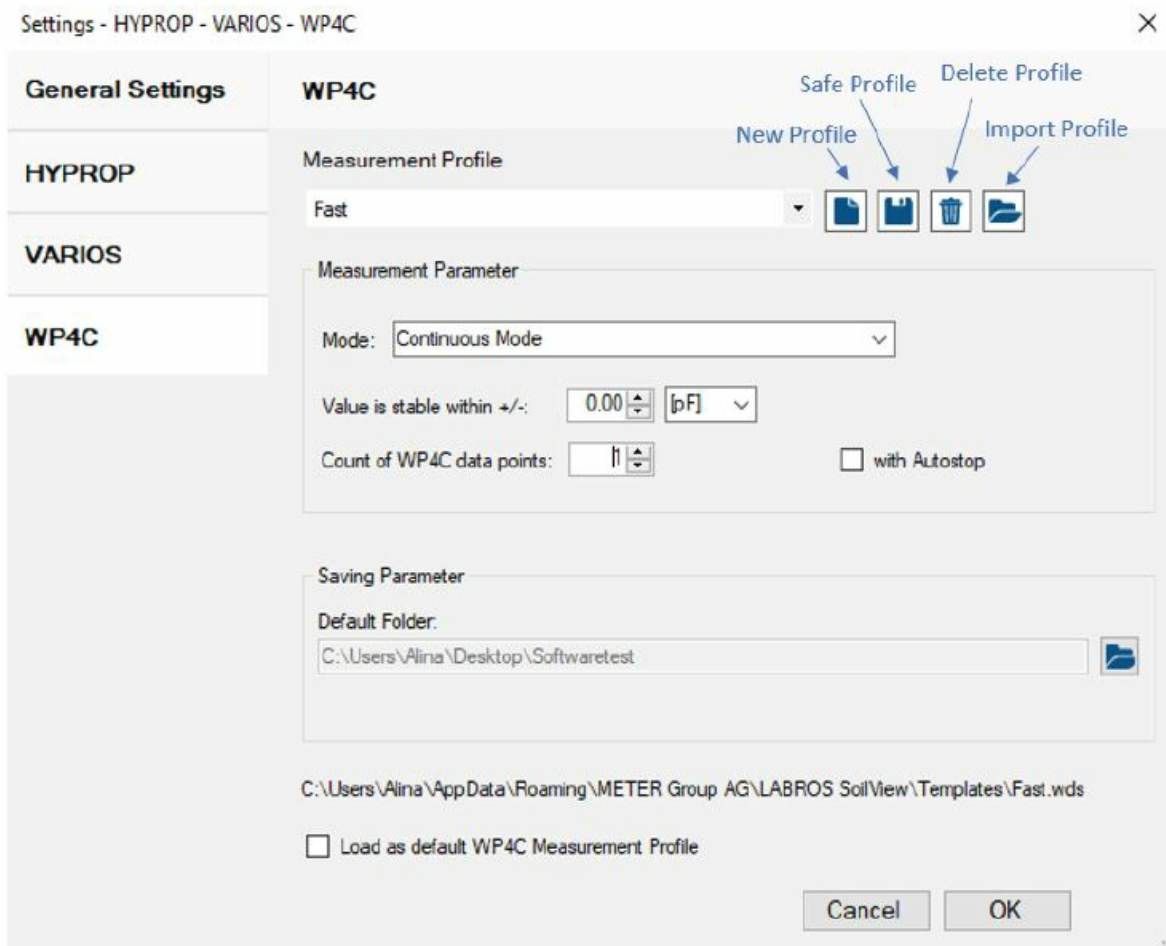 Settings - HYPROP - VARIOS - WP4C
General Settings
HYPROP
VARIOS
WP4C
WP4C
Safe Profile
Delete Profile
New Profile
Import Profile
Measurement Profile
Fast
Measurement Parameter
Mode: Continuous Mode
Value is stable within +/-: 0.00 [pF]
Count of WP4C data points: 1 with Autostop
Saving Parameter
Default Folder:
C:\Users\Alina\Desktop\Softwaretest
C:\Users\Alina\AppData\Roaming\METER Group AG\LABROS SoilView\Templates\Fast.wds
Load as default WP4C Measurement Profile
Cancel OK